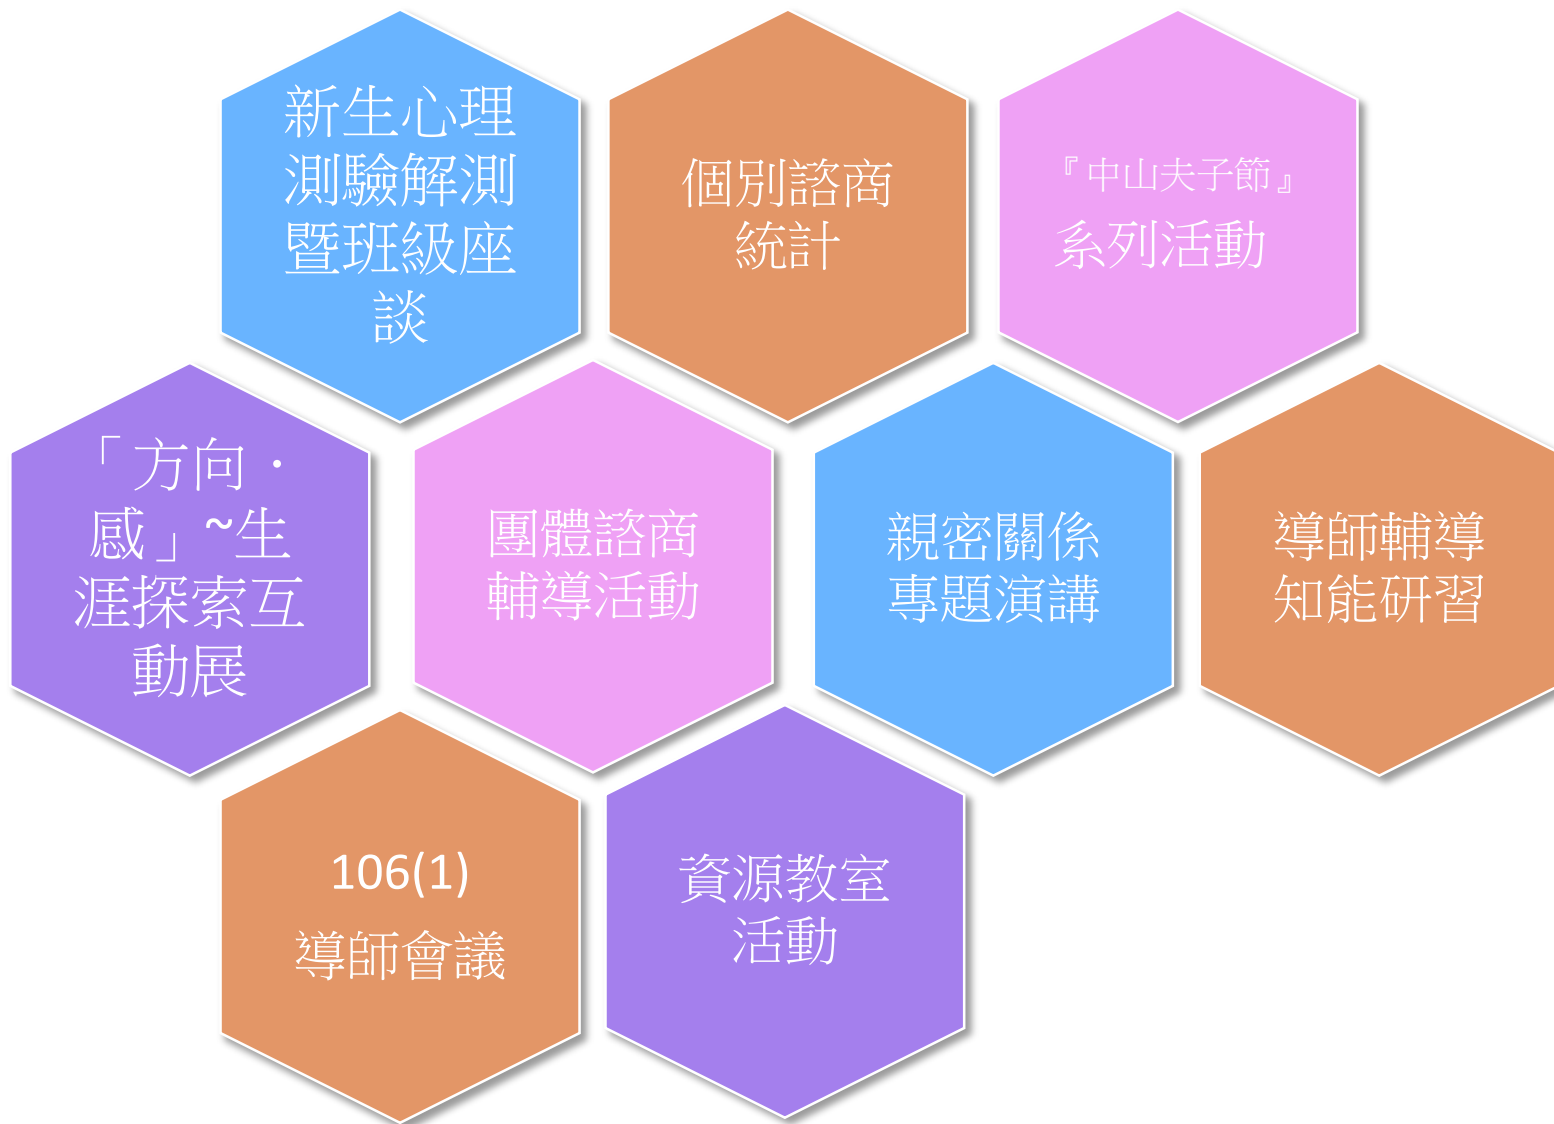 新生心理
測驗解測
暨班級座
談
個別諮商
統計
『中山夫子節』
系列活動
「方向．
感」~生
涯探索互
動展
團體諮商
輔導活動
親密關係
專題演講
導師輔導
知能研習
106(1)
導師會議
資源教室
活動